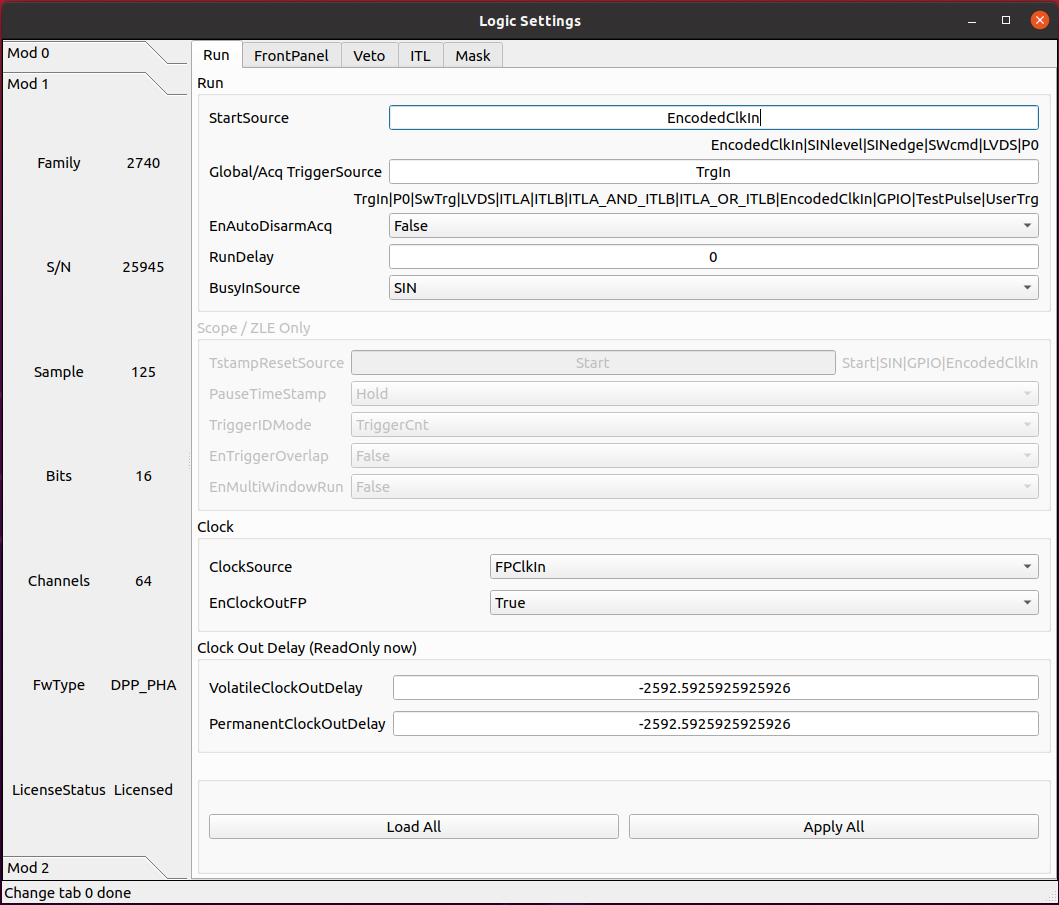 Logic Settings
Mod 0
Mod 1
Family 2740
S/N 25945
Sample 125
Bits 16
Channels 64
FwType DPP_PHA
LicenseStatus Licensed
Mod 2
Run FrontPanel Veto ITL Mask
Run
StartSource EncodedClkIn
EncodedClkIn|SINlevel|SINedge|SWcmd|LVDS|P0
Global/Acq TriggerSource TrgIn
TrgIn|P0|SwTrg|LVDS|ITLA|ITLB|ITLA_AND_ITLB|ITLA_OR_ITLB|EncodedClkIn|GPIO|TestPulse|UserTrg
EnAutoDisarmAcq False
RunDelay 0
BusyInSource SIN
Scope / ZLE Only
TstampResetSource Start Start|SIN|GPIO|EncodedClkIn
PauseTimeStamp Hold
TriggerIDMode TriggerCnt
EnTriggerOverlap False
EnMultiWindowRun False
Clock
ClockSource FPClkIn
EnClockOutFP True
Clock Out Delay (ReadOnly now)
VolatileClockOutDelay -2592.5925925925926
PermanentClockOutDelay -2592.5925925925926
Load All Apply All
Change tab 0 done